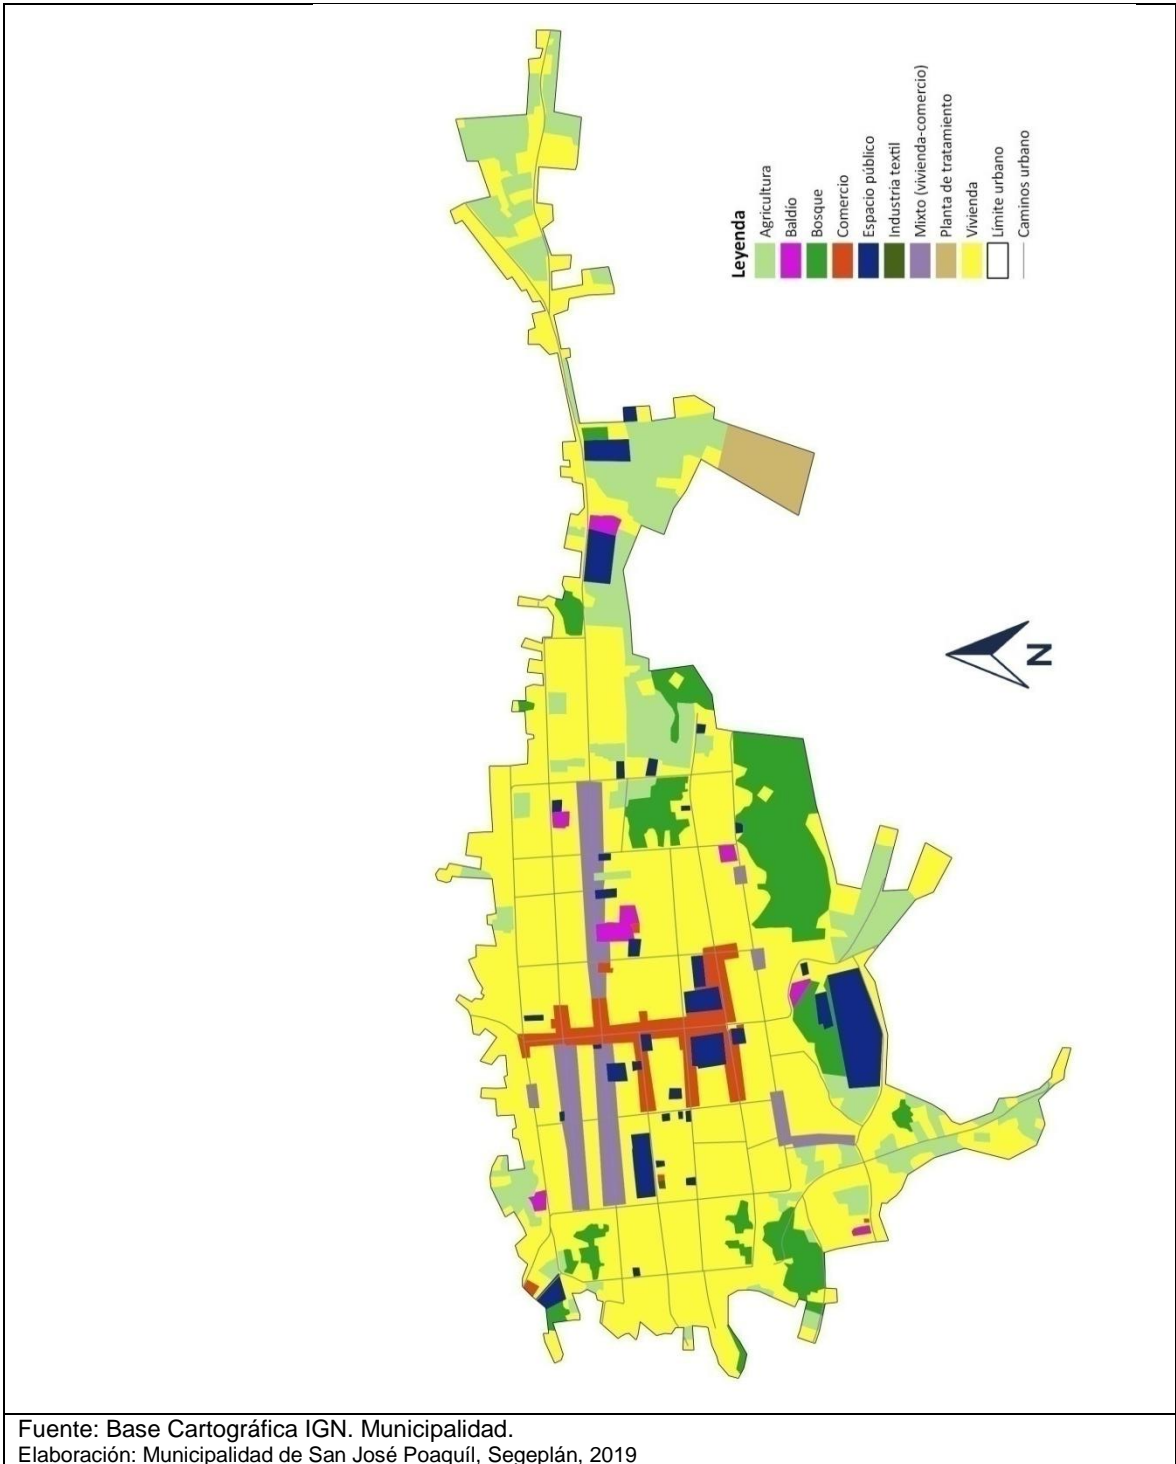 Leyenda
Agricultura
Baldío
Bosque
Comercio
Espacio público
Industria textil
Mixto (vivienda-comercio)
Planta de tratamiento
Vivienda
Límite urbano
Caminos urbano
N
Fuente: Base Cartográfica IGN. Municipalidad.
Elaboración: Municipalidad de San José Poaquíl, Segeplán, 2019